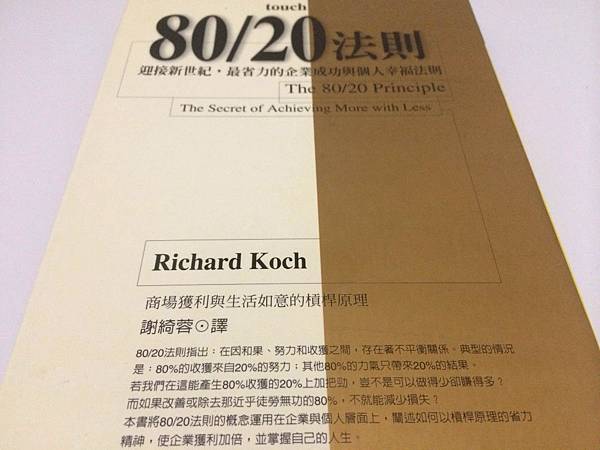 touch
80/20法則
迎接新世紀，最省力的企業成功與個人幸福法則
The 80/20 Principle
The Secret of Achieving More with Less
Richard Koch
商場獲利與生活如意的槓桿原理
謝綺蓉⊙譯
80/20法則指出：在因和果、努力和收穫之間，存在著不平衡關係。典型的情況
是：80%的收穫來自20%的努力；其他80%的力氣只帶來20%的結果。
若我們在這能產生80%收穫的20%上加把勁，豈不是可以做得少卻賺得多？
而如果改善或除去那近乎徒勞無功的80%，不就能減少損失？
本書將80/20法則的概念運用在企業與個人層面上，闡述如何以槓桿原理的省力
精神，使企業獲利加倍，並掌握自己的人生。